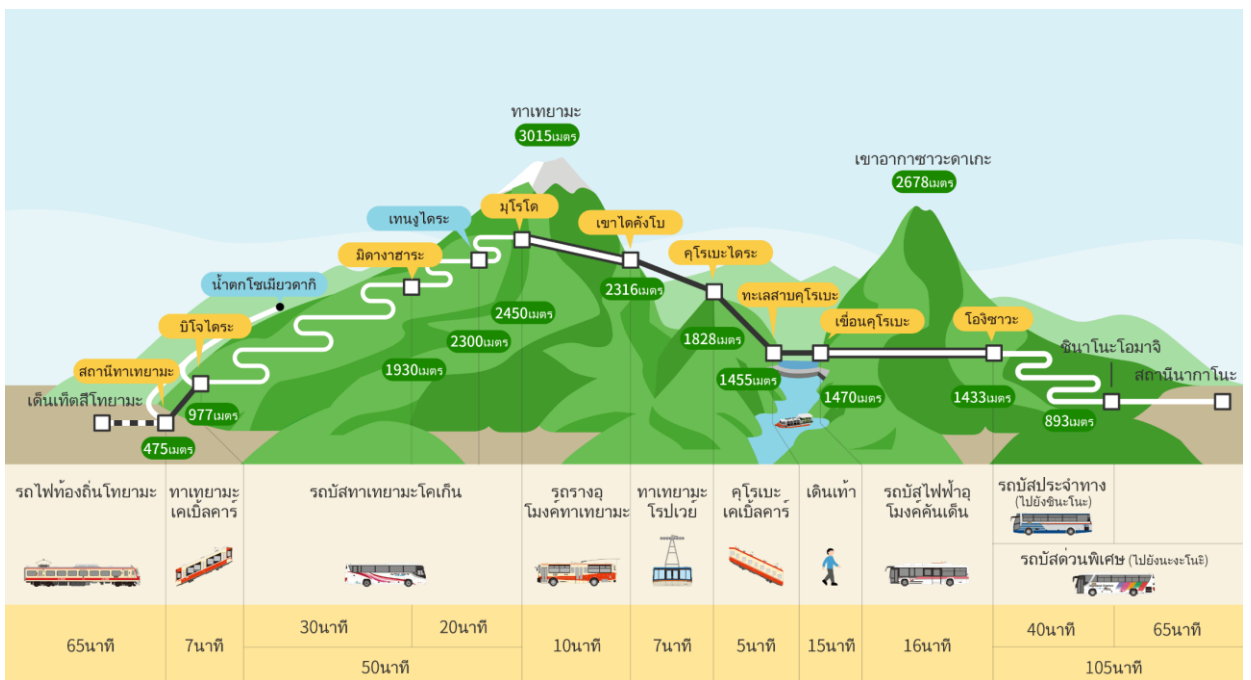 ทาเทยามะ
3015เมตร
เขาอากาซาวะดาเกะ
2678เมตร
เทนงูไดระ
มุโรโด
เขาไดคังโบ
มิดางาฮาระ
คุโรเบะไดระ
น้ำตกโชเมียวดากิ
2316เมตร
ทะเลสาบคุโรเบะ
บิโจไดระ
2450เมตร
1828เมตร
เขื่อนคุโรเบะ
โองิซาวะ
2300เมตร
ชินาโนะโอมาจิ
สถานีทาเทยามะ
1930เมตร
1455เมตร
สถานีนากาโนะ
เด็นเท็ตสึโทยามะ
977เมตร
1470เมตร
1433เมตร
893เมตร
475เมตร
รถไฟท้องถิ่นโทยามะ
ทาเทยามะ
เคเบิ้ลคาร์
รถบัสทาเทยามะโคเก็น
รถรางอุ
โมงค์ทาเทยามะ
ทาเทยามะ
โรปเวย์
คุโรเบะ
เคเบิ้ลคาร์
เดินเท้า
รถบัสไฟฟ้าอุ
โมงค์คันเด็น
รถบัสประจำทาง
(ไปยังชินะโนะ)
รถบัสด่วนพิเศษ (ไปยังนะงะโนะ)
65นาที
7นาที
30นาที
20นาที
50นาที
10นาที
7นาที
5นาที
15นาที
16นาที
40นาที
65นาที
105นาที